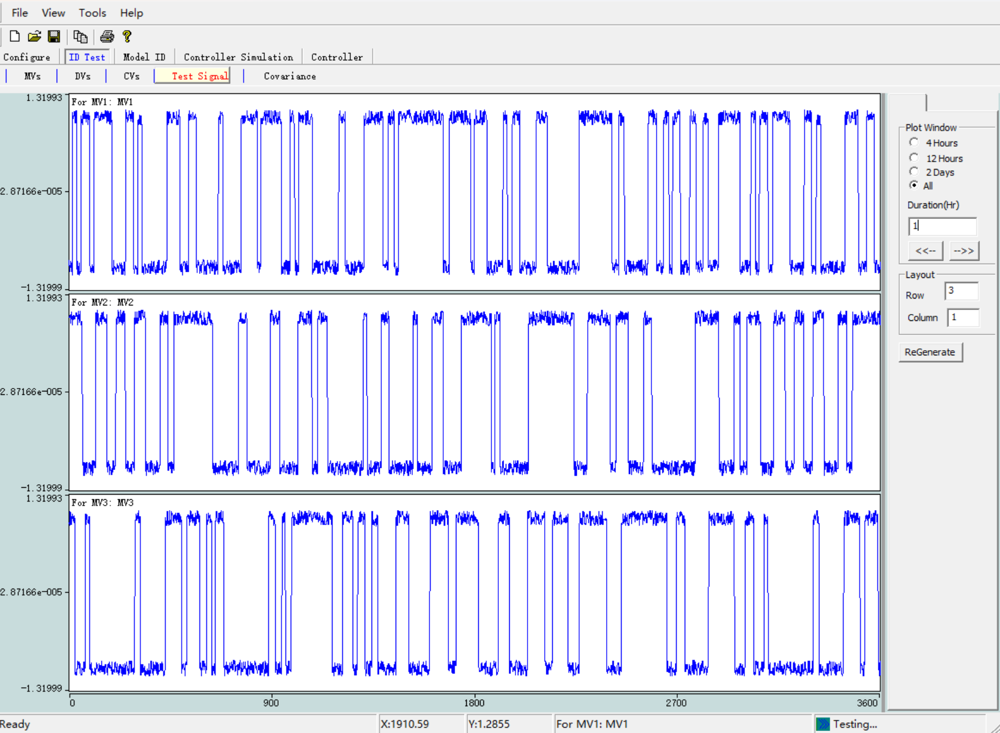 File View Tools Help
Configure ID Test Model ID Controller Simulation Controller
MVs DVs CVs Test Signal Covariance
1.31993
For MV1: MV1
2.87166e-005
-1.31999
1.31993
For MV2: MV2
2.87166e-005
-1.31999
1.31993
For MV3: MV3
2.87166e-005
-1.31999
0 900 1800 2700 3600
Plot Window
4 Hours
12 Hours
2 Days
All
Duration(Hr)
1
<<-- -->>
Layout
Row 3
Column 1
ReGenerate
Ready X:1910.59 Y:1.2855 For MV1: MV1 Testing...